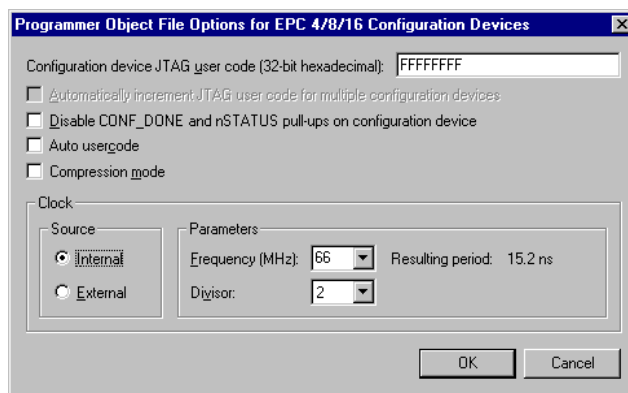 Programmer Object File Options for EPC 4/8/16 Configuration Devices
Configuration device JTAG user code (32-bit hexadecimal): FFFFFFFF
Automatically increment JTAG user code for multiple configuration devices
Disable CONF_DONE and nSTATUS pull-ups on configuration device
Auto usercode
Compression mode
Clock
Source
Internal
External
Parameters
Frequency (MHz): 66 Resulting period: 15.2 ns
Divisor: 2
OK Cancel